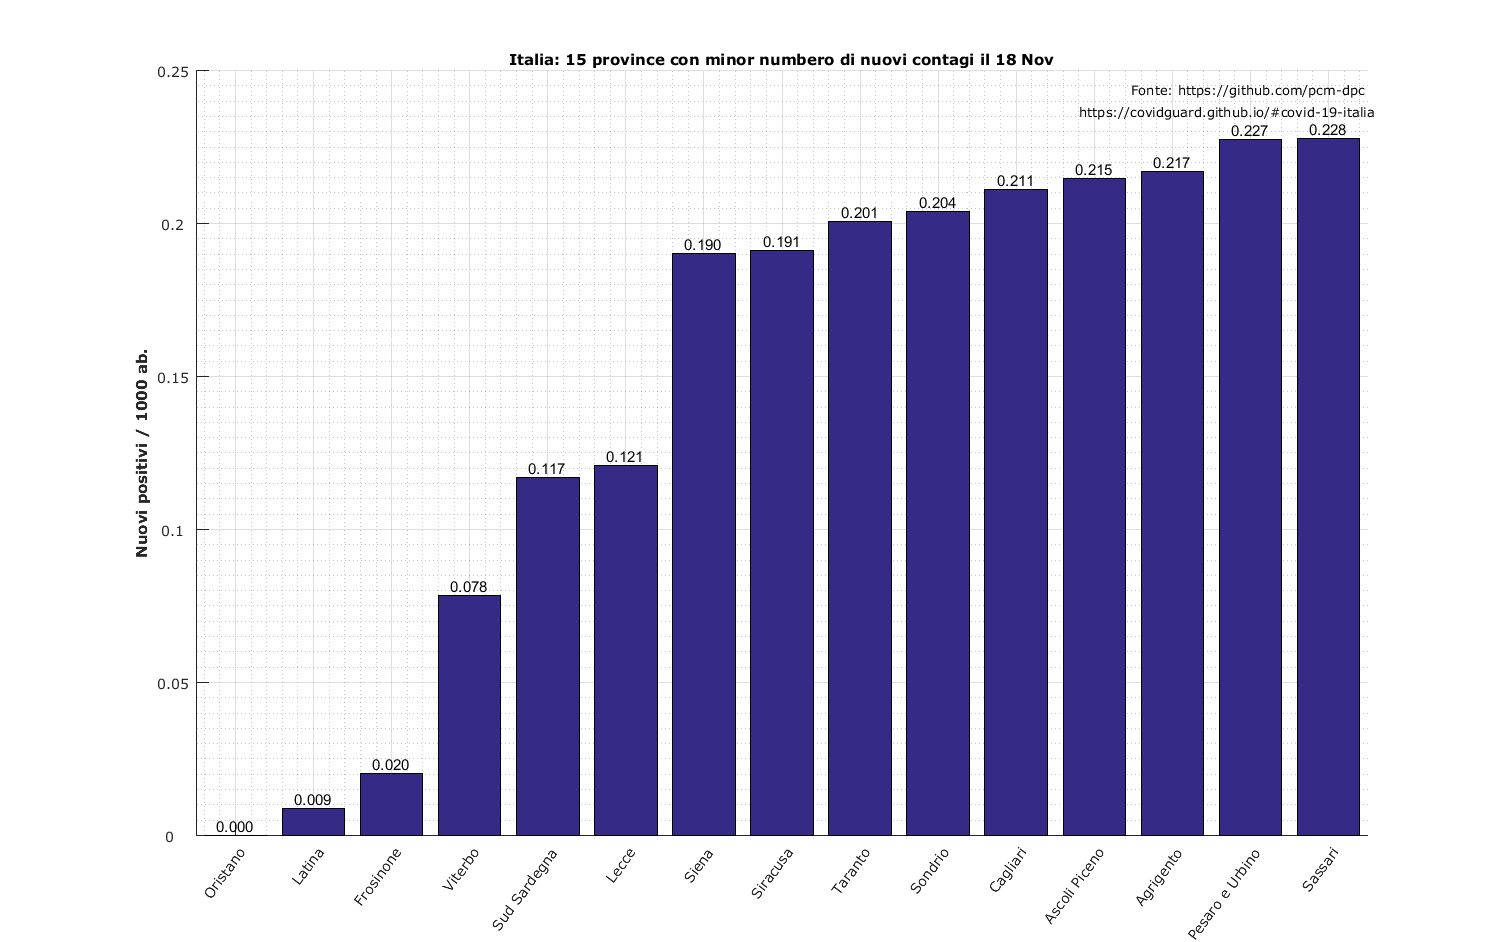 Italia: 15 province con minor numbero di nuovi contagi il 18 Nov
Fonte: https://github.com/pcm-dpc
https://covidguard.github.io/#covid-19-italia
Nuovi positivi / 1000 ab.
0.25
0.2
0.15
0.1
0.05
0
0.000
0.009
0.020
0.078
0.117
0.121
0.190
0.191
0.201
0.204
0.211
0.215
0.217
0.227
0.228
Oristano
Latina
Frosinone
Viterbo
Sud Sardegna
Lecce
Siena
Siracusa
Taranto
Sondrio
Cagliari
Ascoli Piceno
Agrigento
Pesaro e Urbino
Sassari